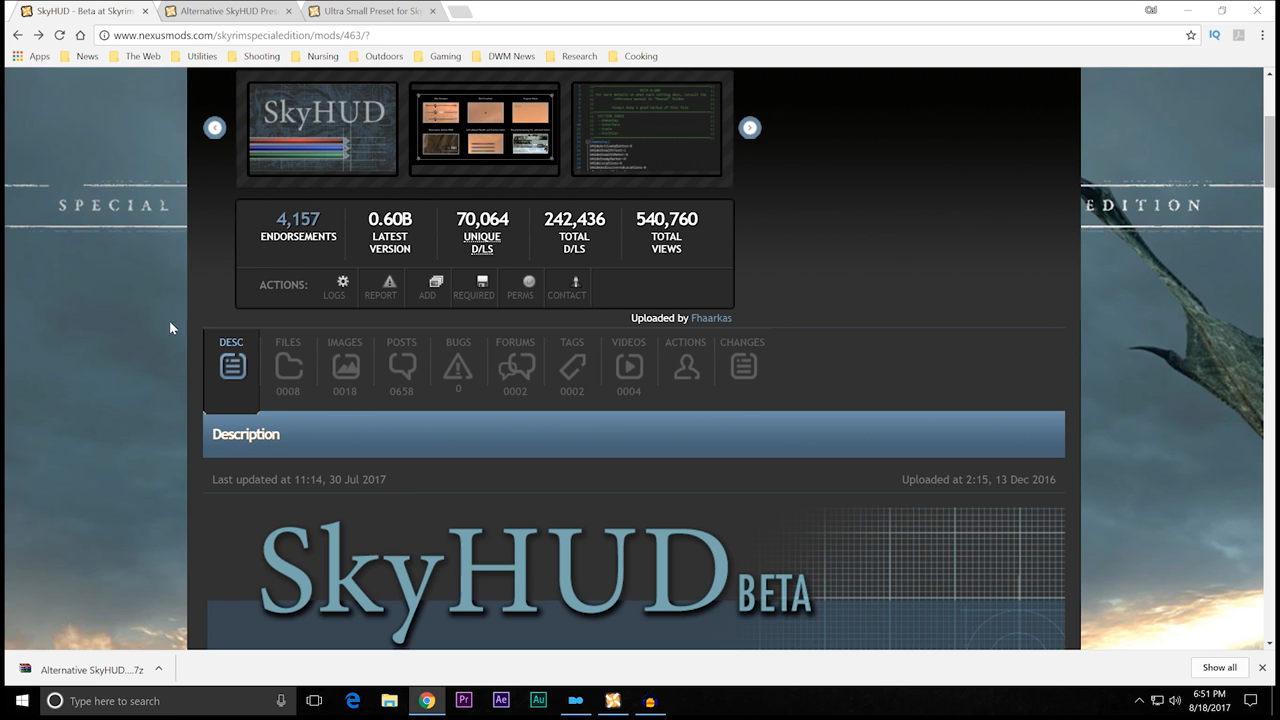 SkyHUD - Beta at Skyrim
Alternative SkyHUD Pres
Ultra Small Preset for Sk
www.nexusmods.com/skyrimspecialedition/mods/463/?
Apps
News
The Web
Utilities
Shooting
Nursing
Outdoors
Gaming
DWM News
Research
Cooking
SkyHUD
SPECIAL
EDITION
4,157
ENDORSEMENTS
0.60B
LATEST
VERSION
70,064
UNIQUE
D/LS
242,436
TOTAL
D/LS
540,760
TOTAL
VIEWS
ACTIONS:
LOGS
REPORT
ADD
REQUIRED
PERMS
CONTACT
Uploaded by Fhaarkas
DESC
FILES
0008
IMAGES
0018
POSTS
0658
BUGS
0
FORUMS
0002
TAGS
0002
VIDEOS
0004
ACTIONS
CHANGES
Description
Last updated at 11:14, 30 Jul 2017
Uploaded at 2:15, 13 Dec 2016
SkyHUD BETA
Alternative SkyHUD....7z
Show all
Type here to search
Pr
Ae
Au
6:51 PM
8/18/2017